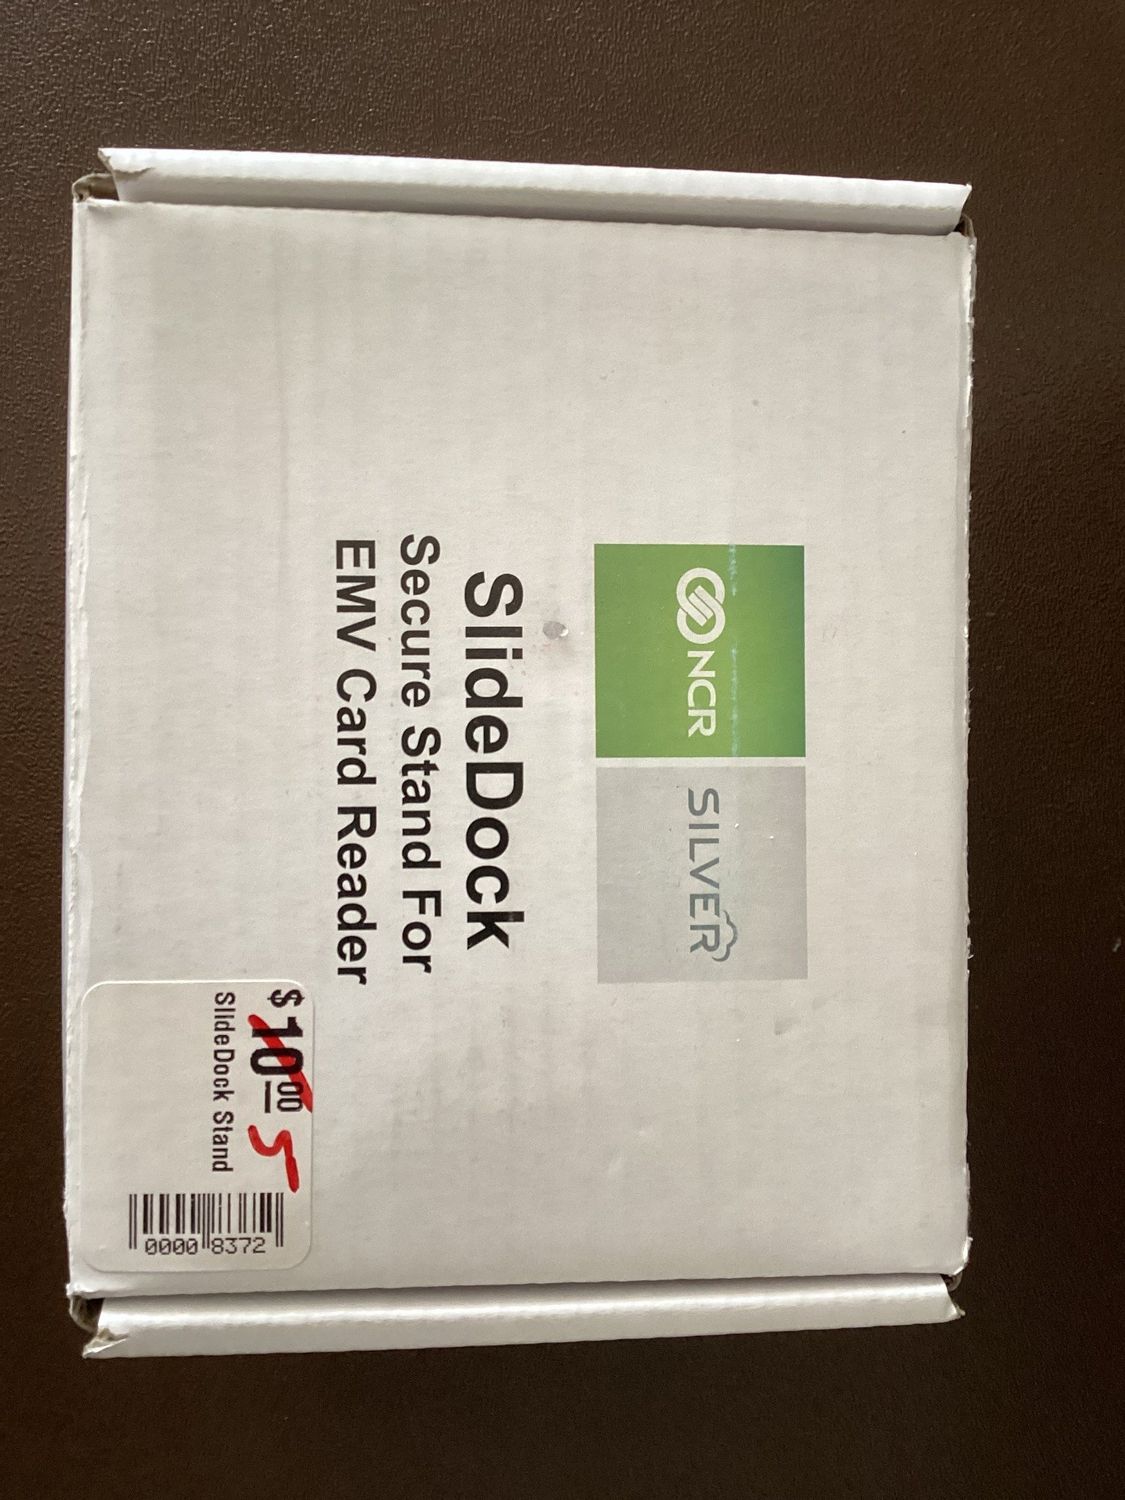 NCR
SILVER
SlideDock
Secure Stand For
EMV Card Reader
$10.00 5
SlideDock Stand
0000 8372